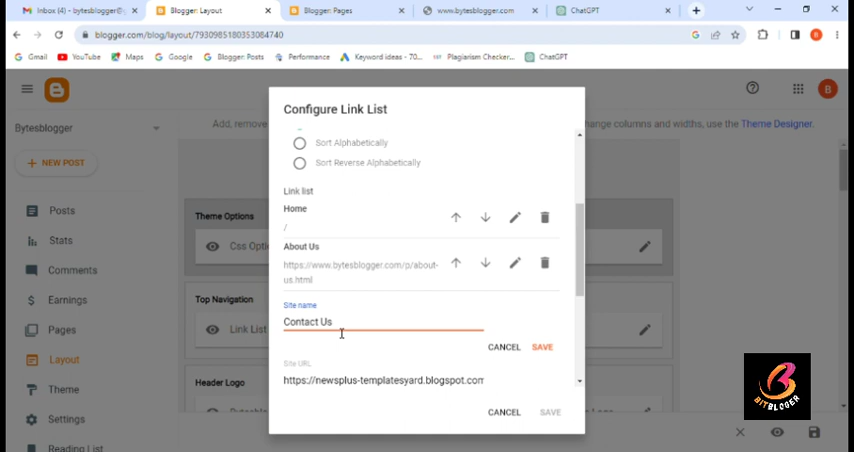 Inbox (4) - bytesblogger@g
Blogger: Layout
Blogger: Pages
www.bytesblogger.com
ChatGPT
blogger.com/blog/layout/7930985180353084740
Gmail
YouTube
Maps
Google
Blogger: Posts
Performance
Keyword ideas - 70...
Plagiarism Checker...
ChatGPT
B
Bytesblogger
NEW POST
Posts
Stats
Comments
Earnings
Pages
Layout
Theme
Settings
Reading List
Add, remove
change columns and widths, use the Theme Designer.
Theme Options
Css Optio
Top Navigation
Link List
Header Logo
Configure Link List
Sort Alphabetically
Sort Reverse Alphabetically
Link list
Home
/
About Us
https://www.bytesblogger.com/p/about-
us.html
Site name
Contact Us
CANCEL SAVE
Site URL
https://newsplus-templatesyard.blogspot.com
CANCEL SAVE
BITBLOGER